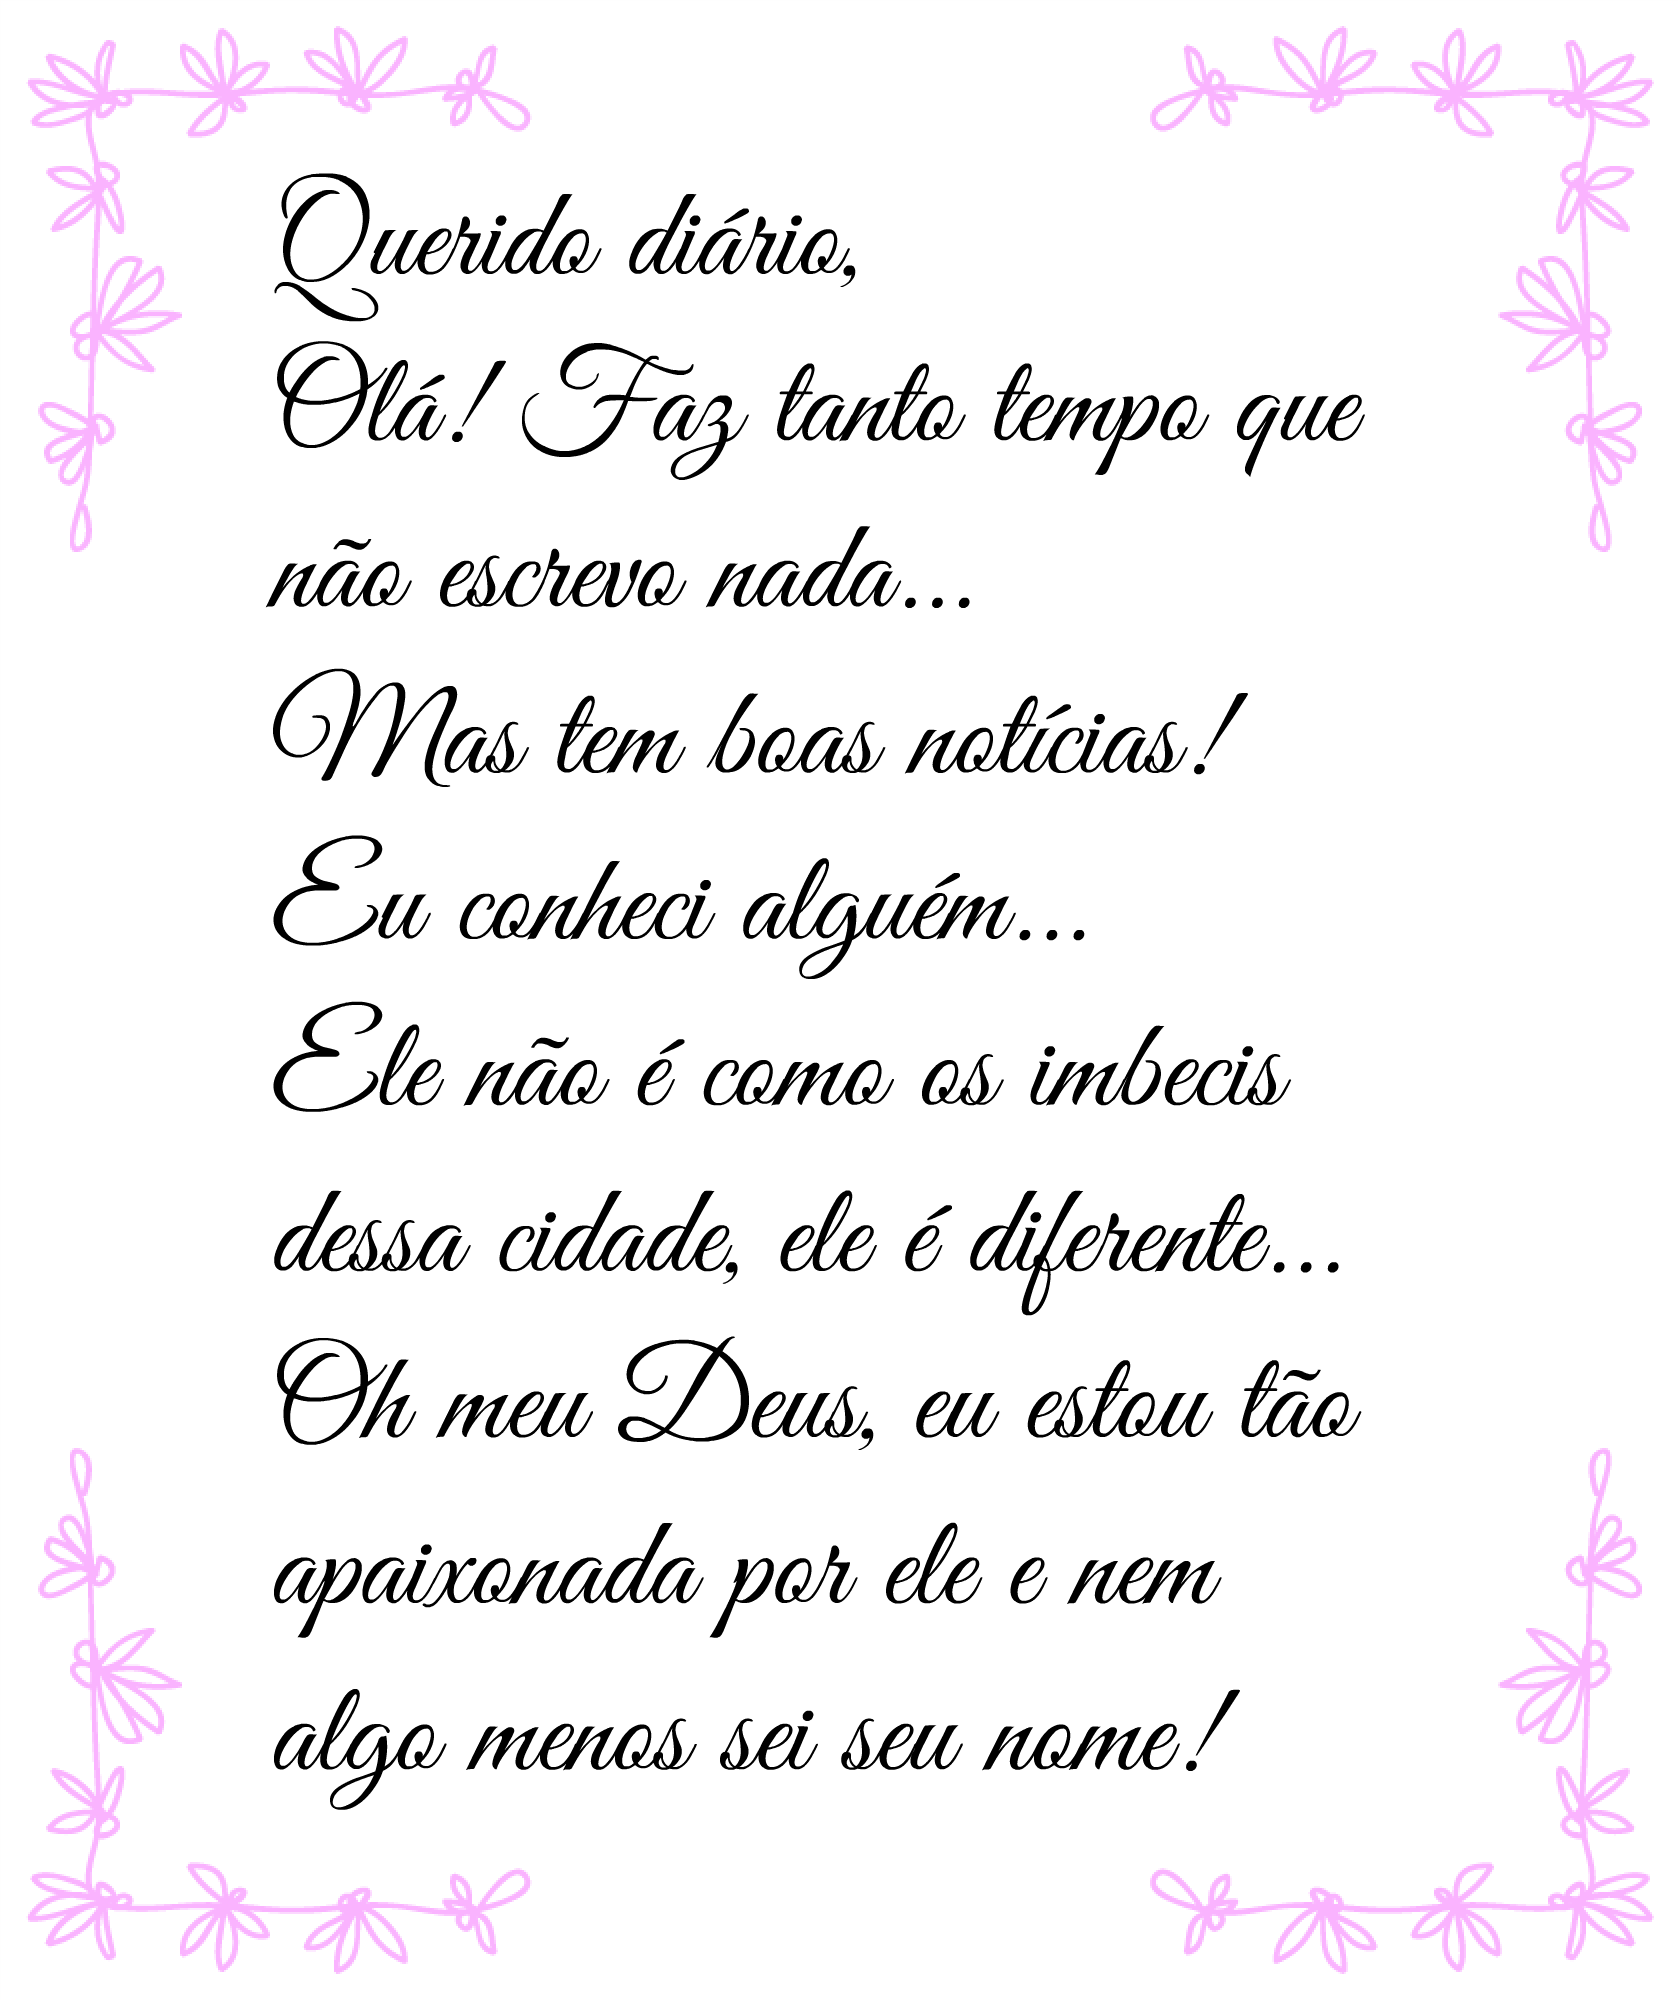 Querido diário,
Olá! Faz tanto tempo que
não escrevo nada...
Mas tem boas notícias!
Eu conheci alguém...
Ele não é como os imbecis
dessa cidade, ele é diferente...
Oh meu Deus, eu estou tão
apaixonada por ele e nem
algo menos sei seu nome!